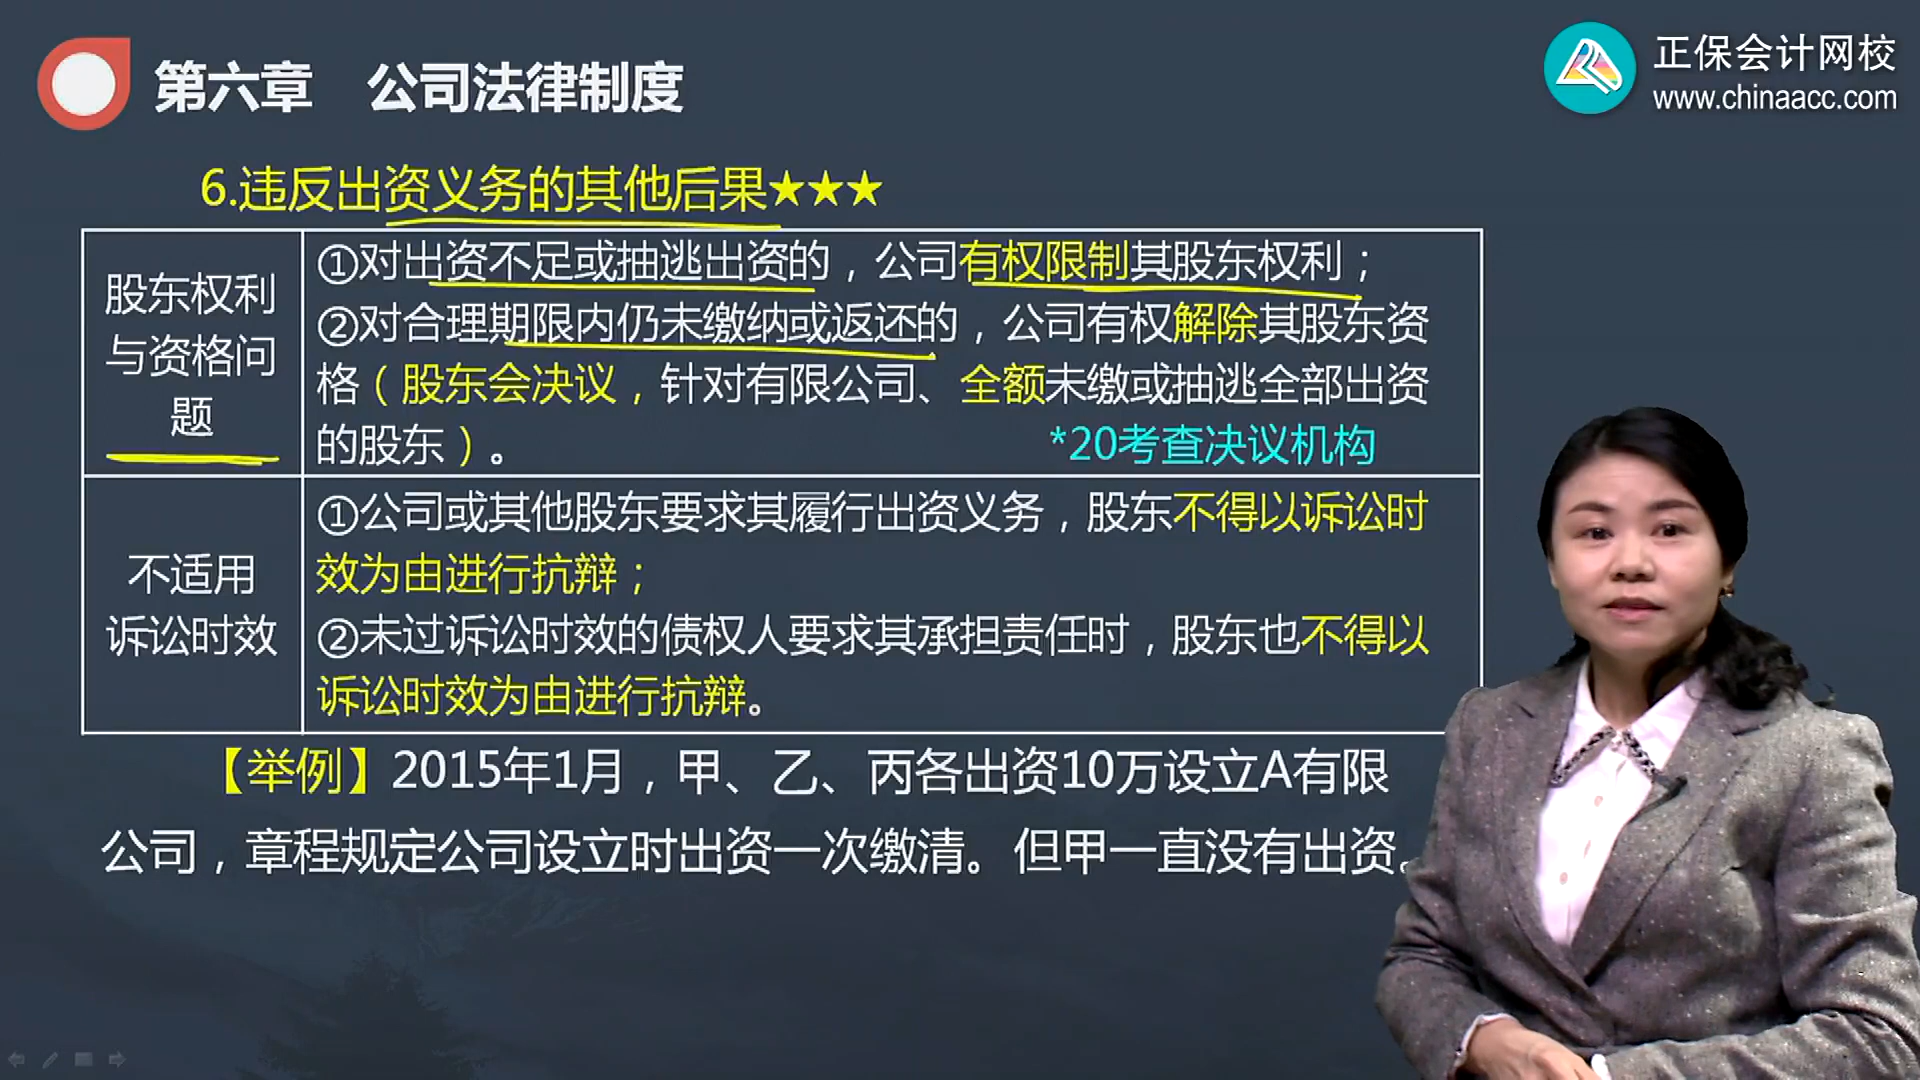 第六章 公司法律制度
正保会计网校
www.chinaacc.com
6.违反出资义务的其他后果★★★
股东权利
与资格问
题
①对出资不足或抽逃出资的，公司有权限制其股东权利；
②对合理期限内仍未缴纳或返还的，公司有权解除其股东资
格（股东会决议，针对有限公司、全额未缴或抽逃全部出资
的股东）。
*20考查决议机构
不适用
诉讼时效
①公司或其他股东要求其履行出资义务，股东不得以诉讼时
效为由进行抗辩；
②未过诉讼时效的债权人要求其承担责任时，股东也不得以
诉讼时效为由进行抗辩。
【举例】2015年1月，甲、乙、丙各出资10万设立A有限
公司，章程规定公司设立时出资一次缴清。但甲一直没有出资。